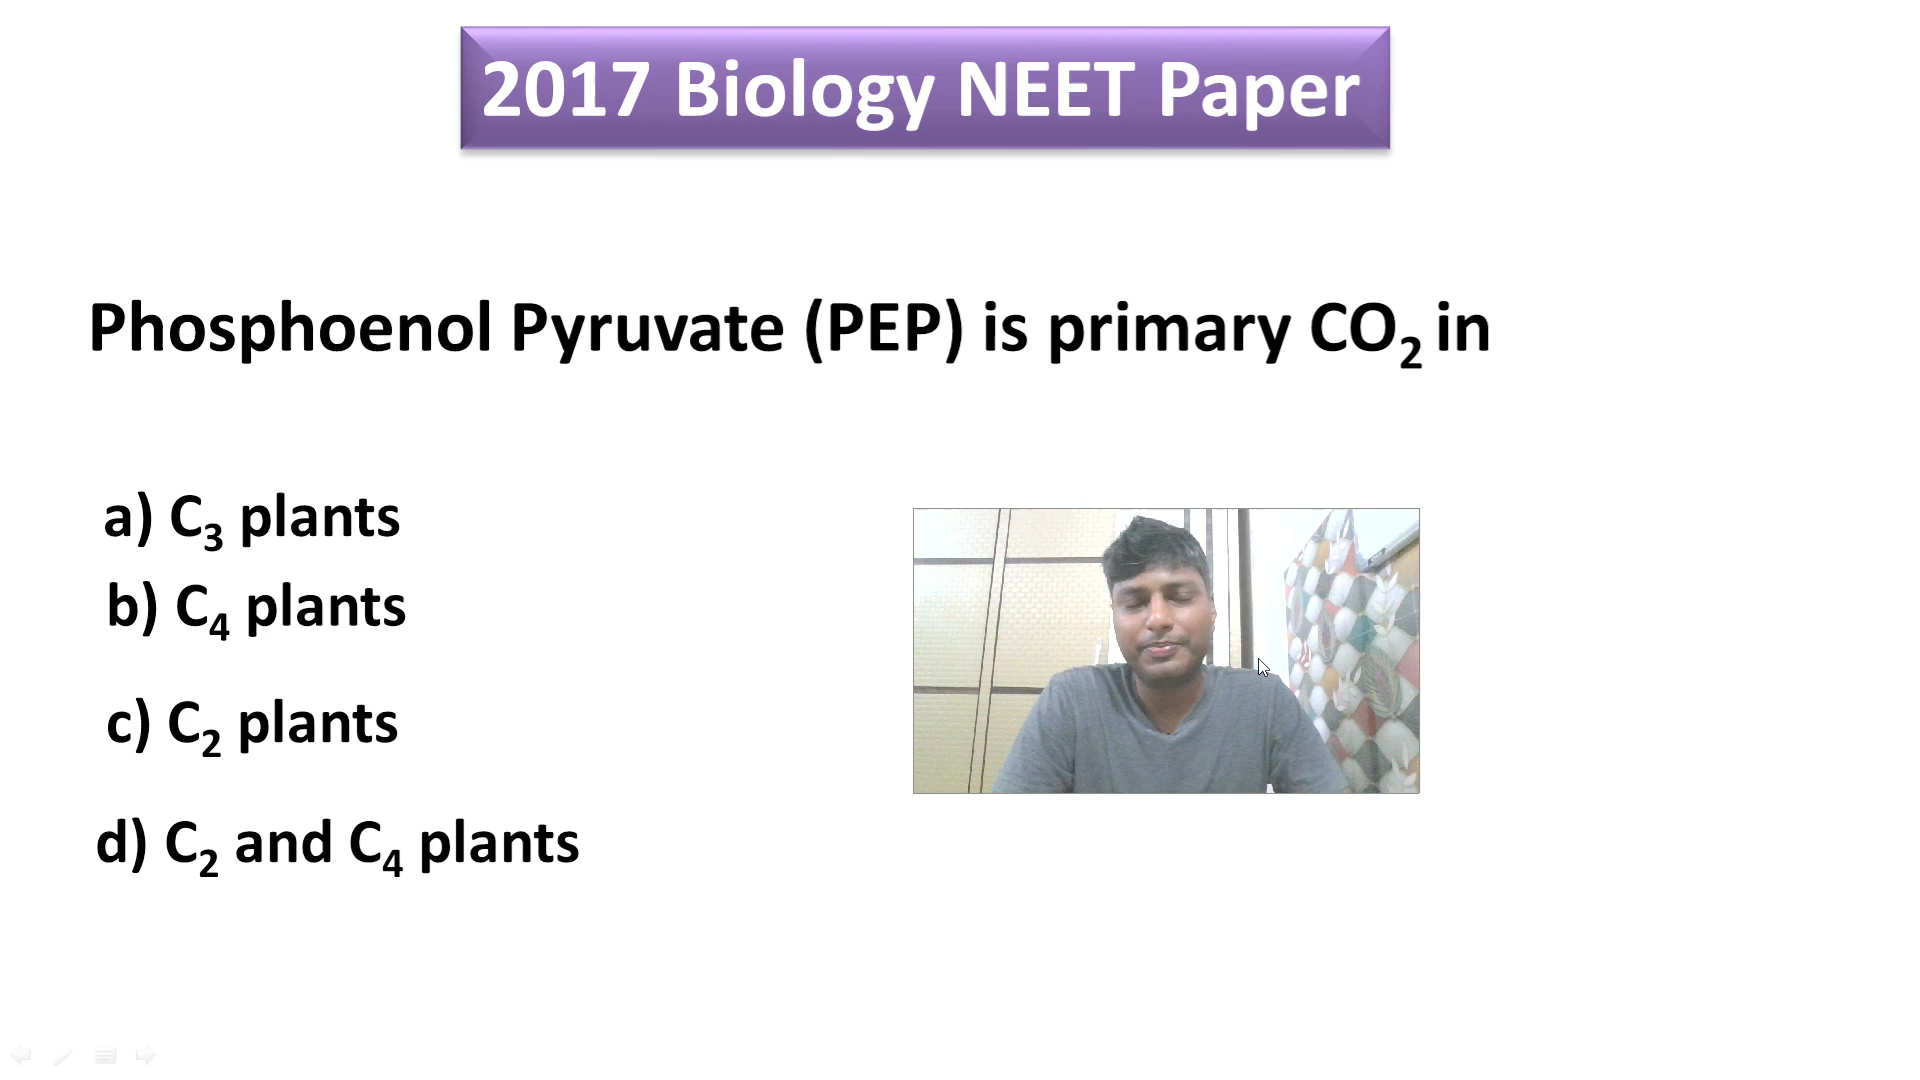 2017 Biology NEET Paper
Phosphoenol Pyruvate (PEP) is primary CO₂ in
a) C₃ plants
b) C₄ plants
c) C₂ plants
d) C₂ and C₄ plants